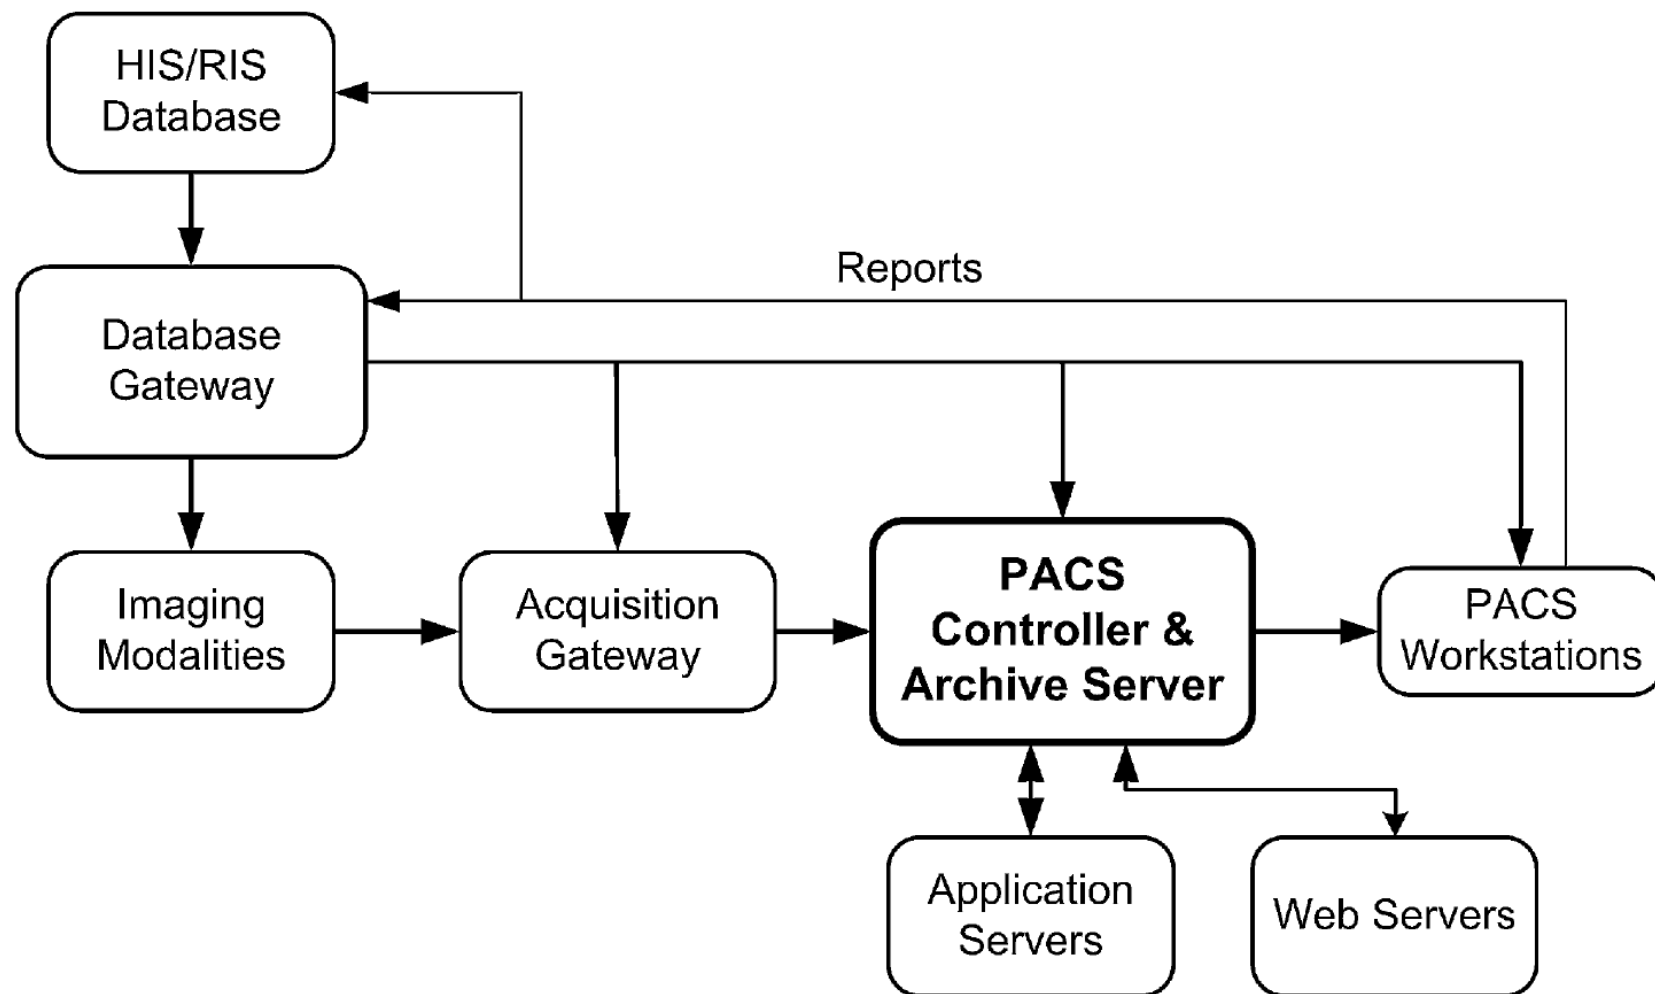 HIS/RIS
Database
Reports
Database
Gateway
Imaging
Modalities
Acquisition
Gateway
PACS
Controller &
Archive Server
PACS
Workstations
Application
Servers
Web Servers